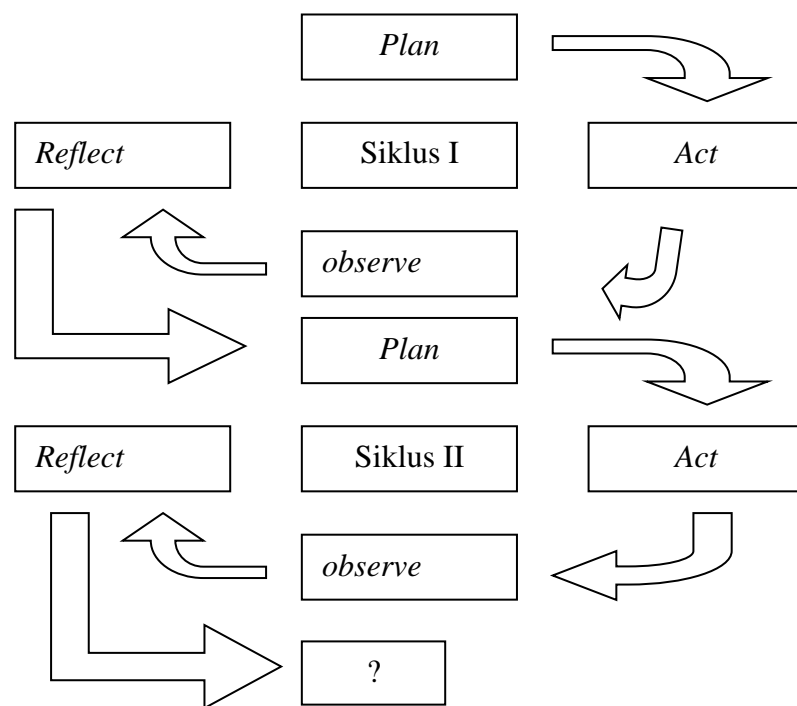 Plan
Reflect
Siklus I
Act
observe
Plan
Reflect
Siklus II
Act
observe
?